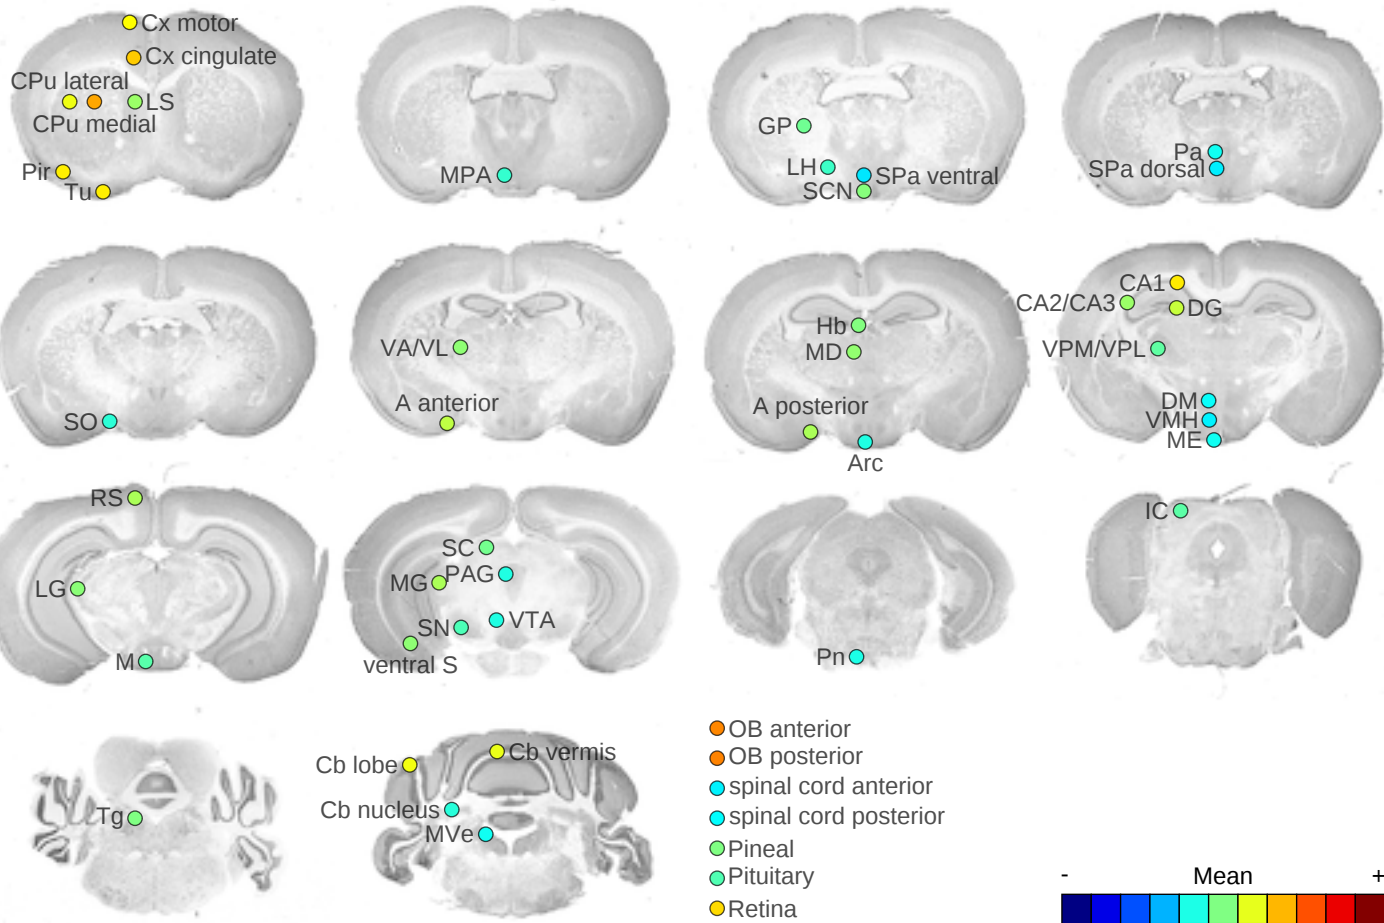 Cx motor
Cx cingulate
CPu lateral
LS
CPu medial
Pir
Tu
MPA
GP
LH
SPa ventral
SCN
Pa
SPa dorsal
SO
VA/VL
A anterior
Hb
MD
A posterior
Arc
CA1
CA2/CA3
DG
VPM/VPL
DM
VMH
ME
RS
LG
M
SC
MG
PAG
SN
VTA
ventral S
Pn
IC
Tg
Cb lobe
Cb vermis
Cb nucleus
MVe
OB anterior
OB posterior
spinal cord anterior
spinal cord posterior
Pineal
Pituitary
Retina
- Mean +